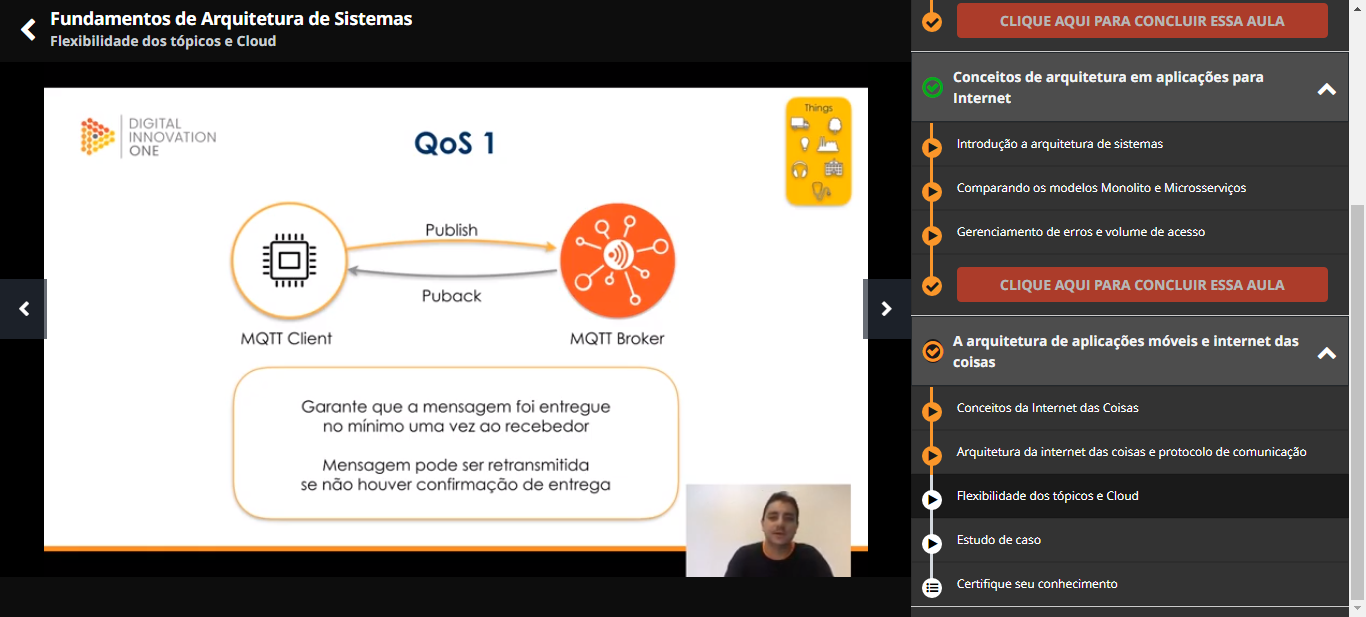 Fundamentos de Arquitetura de Sistemas
Flexibilidade dos tópicos e Cloud
DIGITAL
INNOVATION
ONE
QoS 1
Things
Publish
Puback
MQTT Client
MQTT Broker
Garante que a mensagem foi entregue
no mínimo uma vez ao recebedor
Mensagem pode ser retransmitida
se não houver confirmação de entrega
CLIQUE AQUI PARA CONCLUIR ESSA AULA
Conceitos de arquitetura em aplicações para
Internet
Introdução a arquitetura de sistemas
Comparando os modelos Monolito e Microsserviços
Gerenciamento de erros e volume de acesso
CLIQUE AQUI PARA CONCLUIR ESSA AULA
A arquitetura de aplicações móveis e internet das
coisas
Conceitos da Internet das Coisas
Arquitetura da internet das coisas e protocolo de comunicação
Flexibilidade dos tópicos e Cloud
Estudo de caso
Certifique seu conhecimento